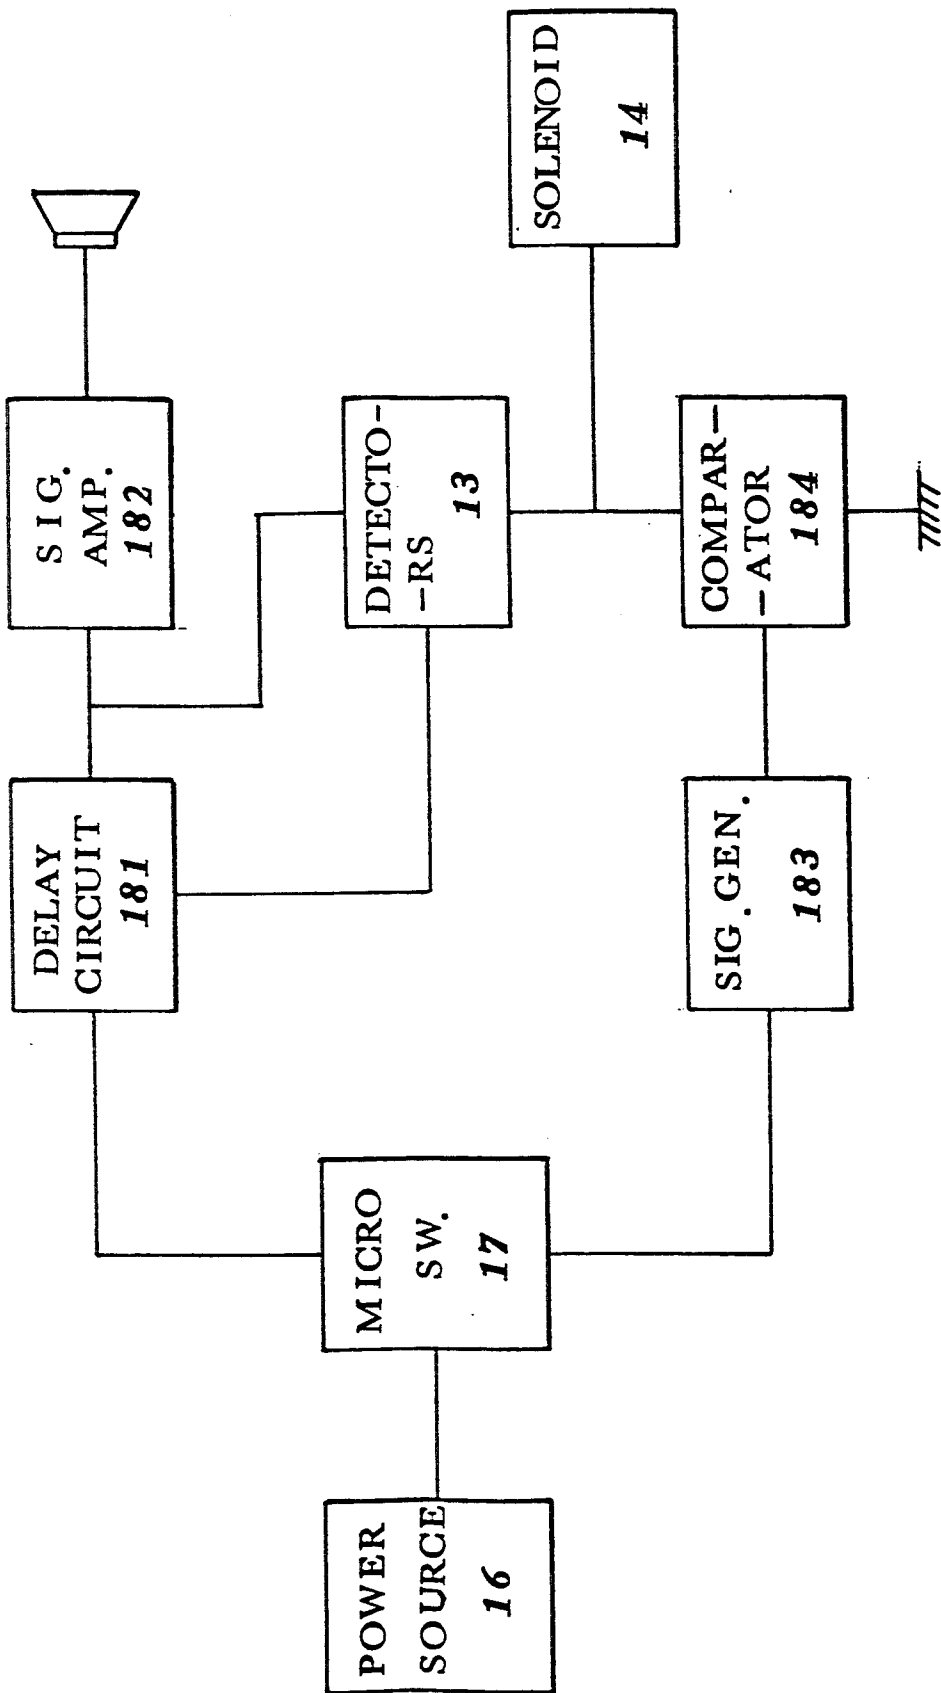 POWER
SOURCE
16
MICRO
SW.
17
DELAY
CIRCUIT
181
SIG.
AMP.
182
DETECTO-
-RS
13
SOLENOID
14
SIG. GEN.
183
COMPAR-
-ATOR
184